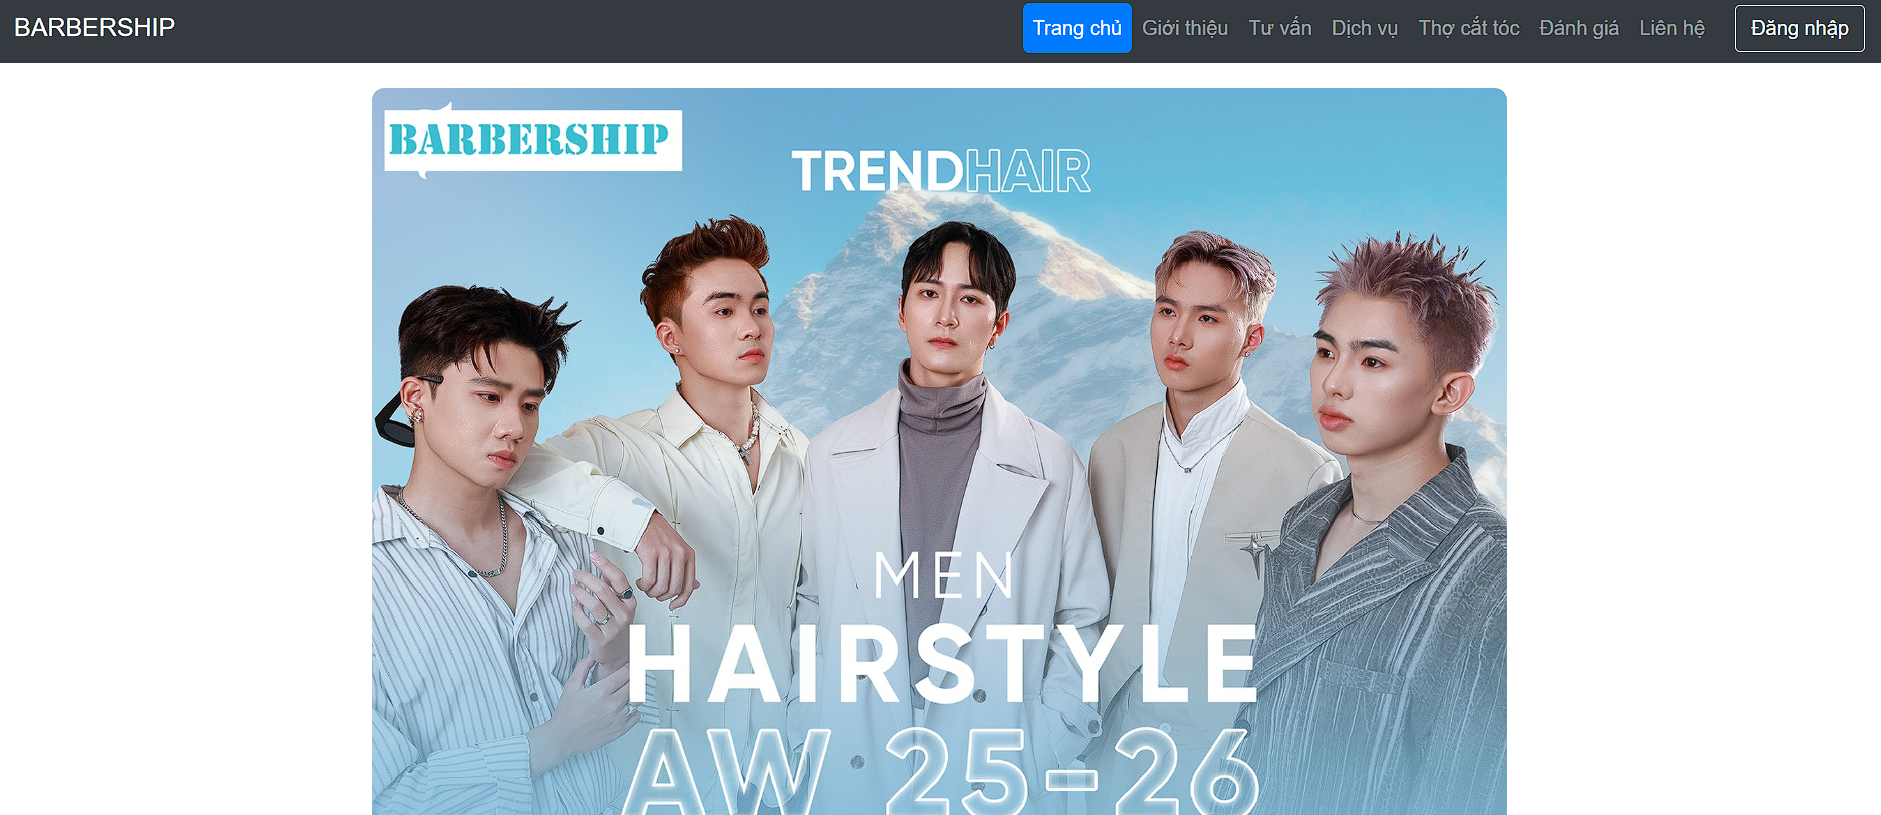 BARBERSHIP
Trang chủ Giới thiệu Tư vấn Dịch vụ Thợ cắt tóc Đánh giá Liên hệ Đăng nhập
BARBERSHIP
TRENDHAIR
MEN
HAIRSTYLE
AW 25-26